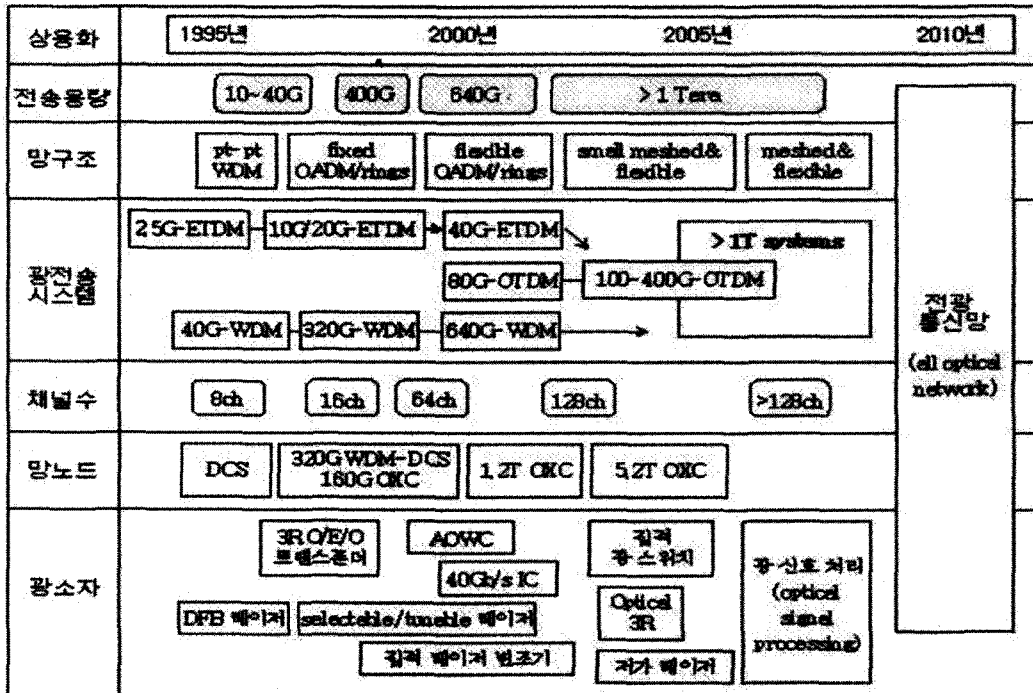 상용화
1995년
2000년
2005년
2010년
전송용량
10~40G
400G
640G
> 1 Tera
망구조
pt-pt
WDM
fixed
OADM/rings
flexible
OADM/rings
small meshed&
flexible
meshed&
flexible
광전송
시스템
2.5G-ETDM
10G/20G-ETDM
40G-ETDM
> 1T systems
80G-OTDM
100-400G-OTDM
40G-WDM
320G-WDM
640G-WDM
전광
통신망
(all optical
network)
채널수
8ch
16ch
64ch
128ch
>128ch
망노드
DCS
320G WDM-DCS
160G OXC
1,2T OXC
5,2T OXC
광소자
3R O/E/O
트랜스폰더
AOWC
40Gb/s IC
집적
광스위치
광신호 처리
(optical
signal
processing)
DFB 레이저
selectable/tunable 레이저
Optical
3R
집적 레이저 변조기
저가 레이저